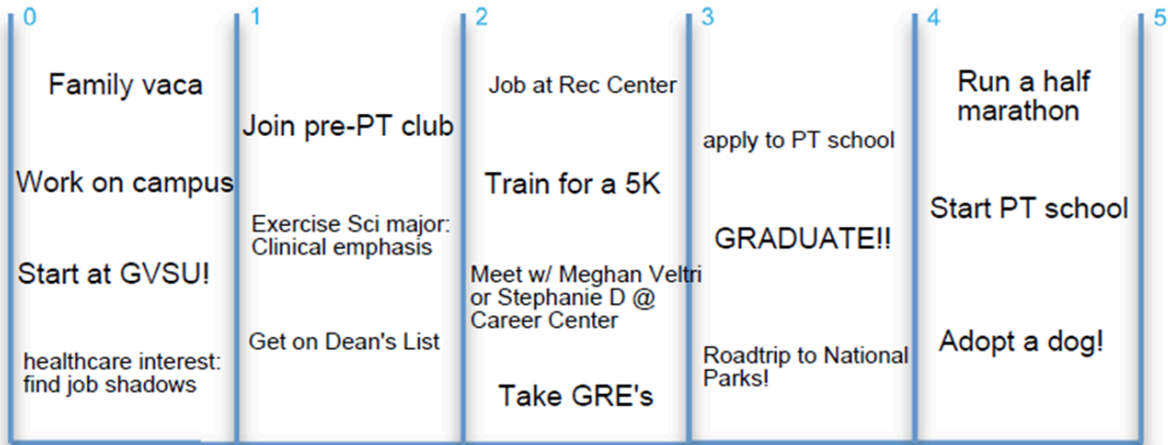 0
1
2
3
4
5
Family vaca
Work on campus
Start at GVSU!
healthcare interest:
find job shadows
Join pre-PT club
Exercise Sci major:
Clinical emphasis
Get on Dean's List
Job at Rec Center
Train for a 5K
Meet w/ Meghan Veltri
or Stephanie D @
Career Center
Take GRE's
apply to PT school
GRADUATE!!
Roadtrip to National
Parks!
Run a half
marathon
Start PT school
Adopt a dog!